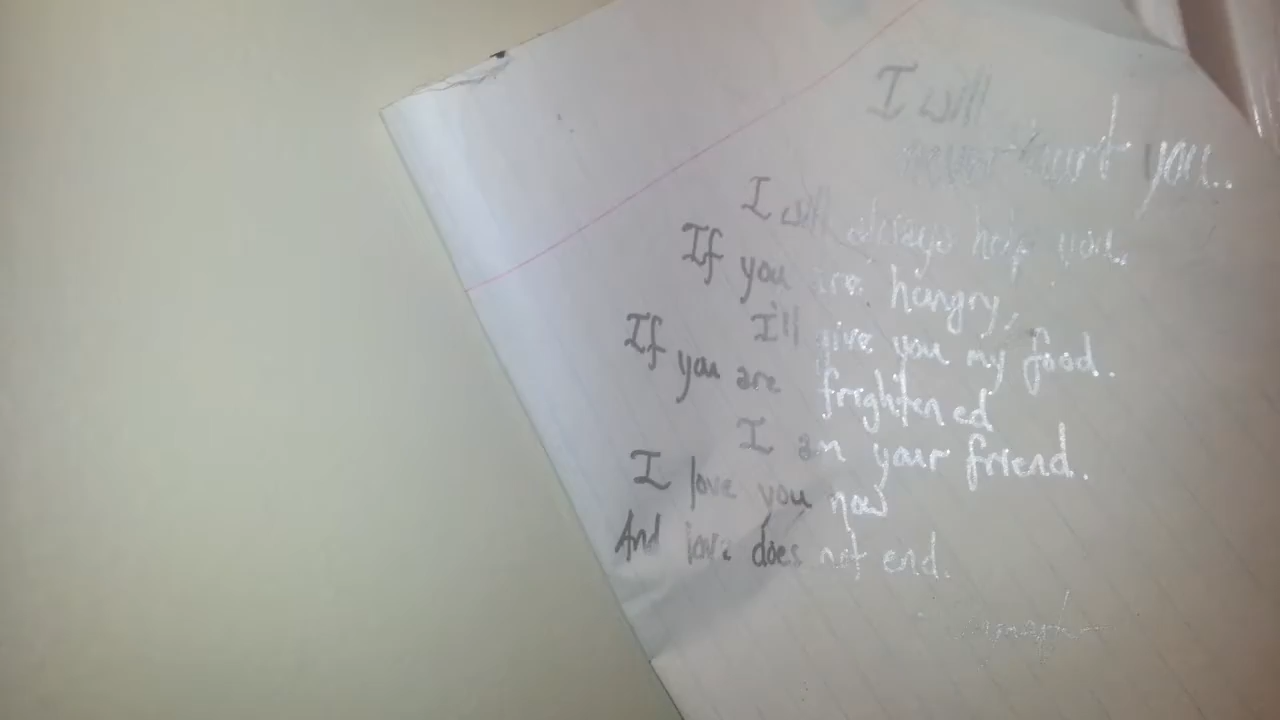 I will
never hurt you..
I will always help you.
If you are hungry,
I'll give you my food.
If you are frightened
I am your friend.
I love you now
And love does not end.